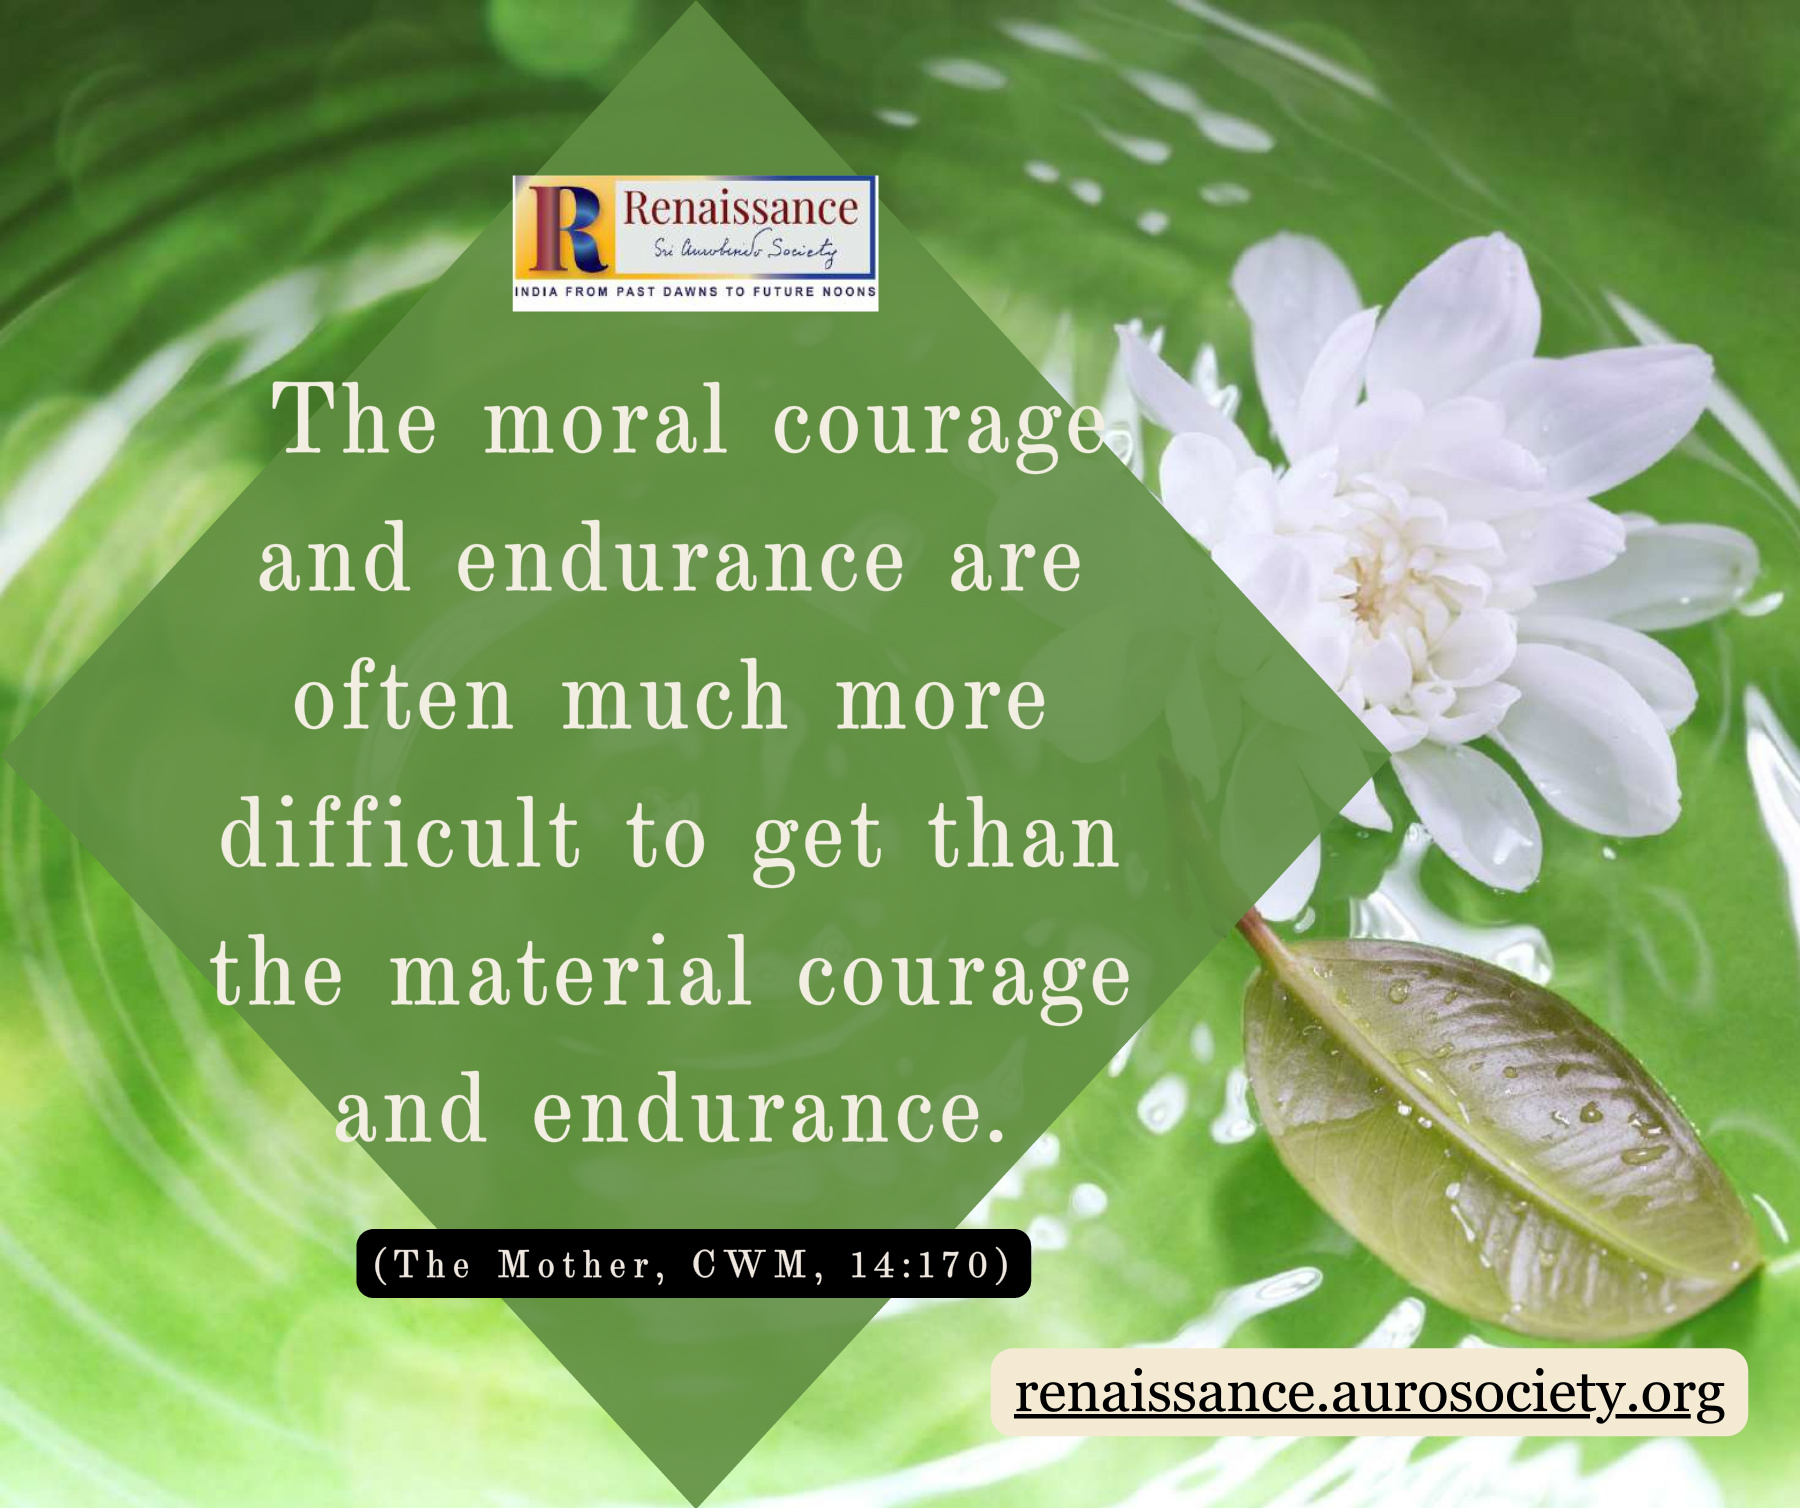 R Renaissance
Sri Aurobindo Society
INDIA FROM PAST DAWNS TO FUTURE NOONS
The moral courage
and endurance are
often much more
difficult to get than
the material courage
and endurance.
(The Mother, CWM, 14:170)
renaissance.aurosociety.org